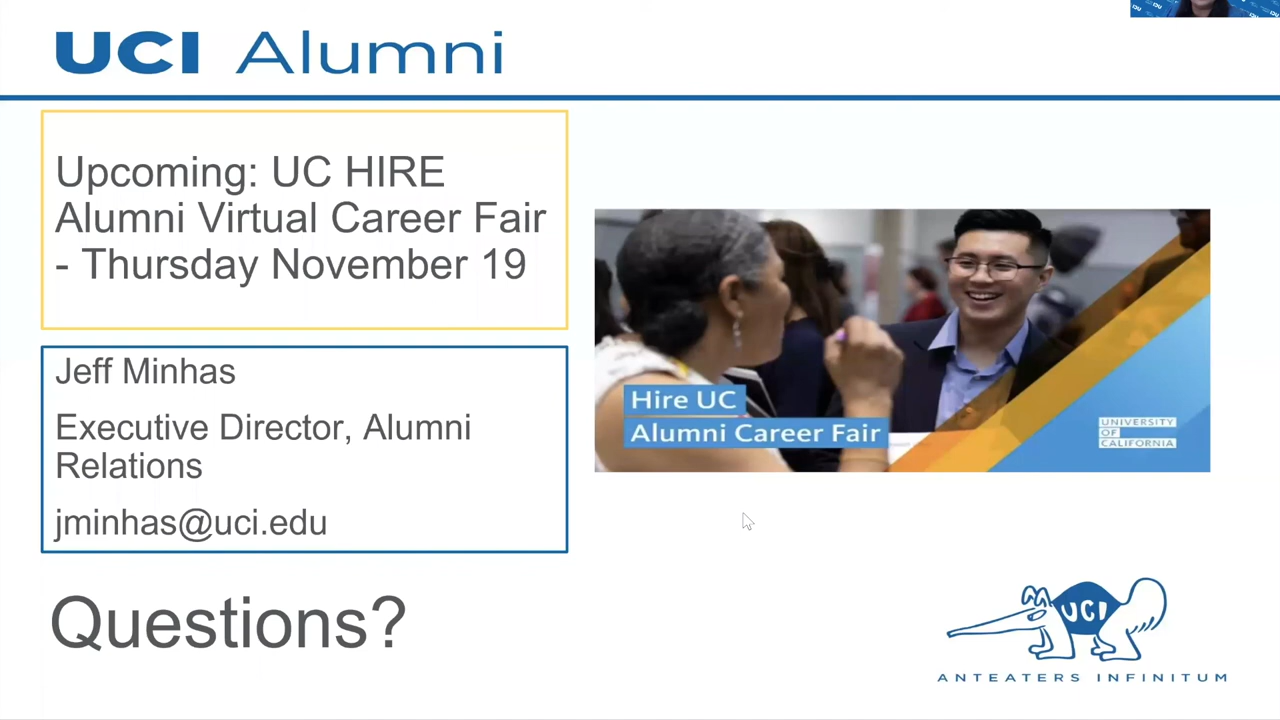 UCI Alumni
Upcoming: UC HIRE
Alumni Virtual Career Fair
- Thursday November 19
Jeff Minhas
Executive Director, Alumni
Relations
jminhas@uci.edu
Questions?
Hire UC
Alumni Career Fair
UNIVERSITY
OF
CALIFORNIA
UCI
ANTEATERS INFINITUM